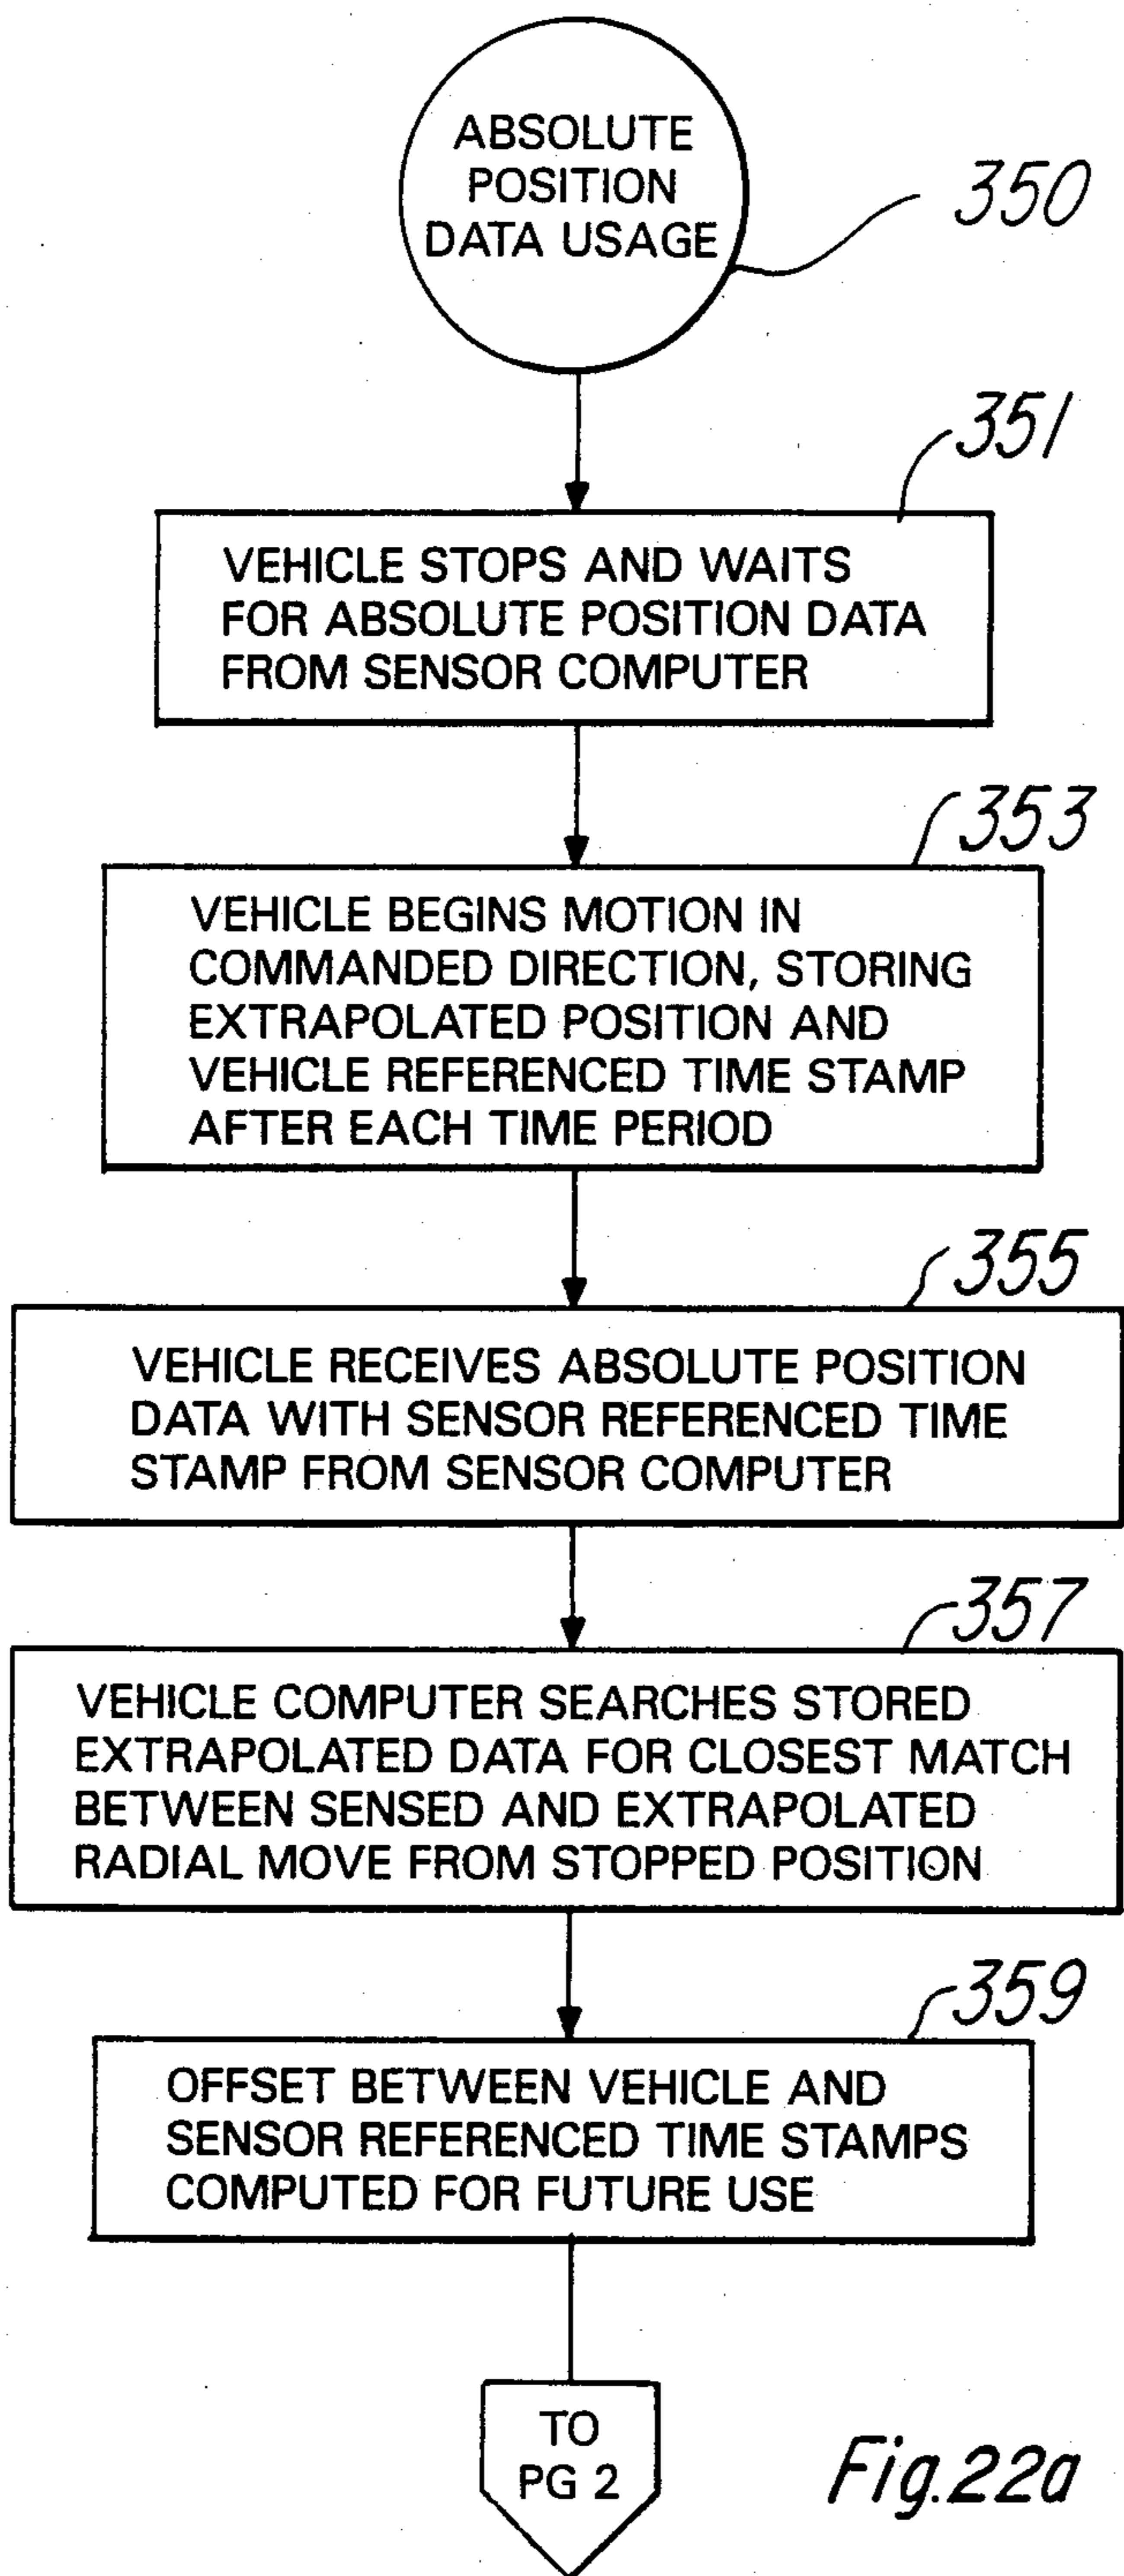 ABSOLUTE
POSITION
DATA USAGE
350
351
VEHICLE STOPS AND WAITS
FOR ABSOLUTE POSITION DATA
FROM SENSOR COMPUTER
353
VEHICLE BEGINS MOTION IN
COMMANDED DIRECTION, STORING
EXTRAPOLATED POSITION AND
VEHICLE REFERENCED TIME STAMP
AFTER EACH TIME PERIOD
355
VEHICLE RECEIVES ABSOLUTE POSITION
DATA WITH SENSOR REFERENCED TIME
STAMP FROM SENSOR COMPUTER
357
VEHICLE COMPUTER SEARCHES STORED
EXTRAPOLATED DATA FOR CLOSEST MATCH
BETWEEN SENSED AND EXTRAPOLATED
RADIAL MOVE FROM STOPPED POSITION
359
OFFSET BETWEEN VEHICLE AND
SENSOR REFERENCED TIME STAMPS
COMPUTED FOR FUTURE USE
TO
PG 2
Fig.22a